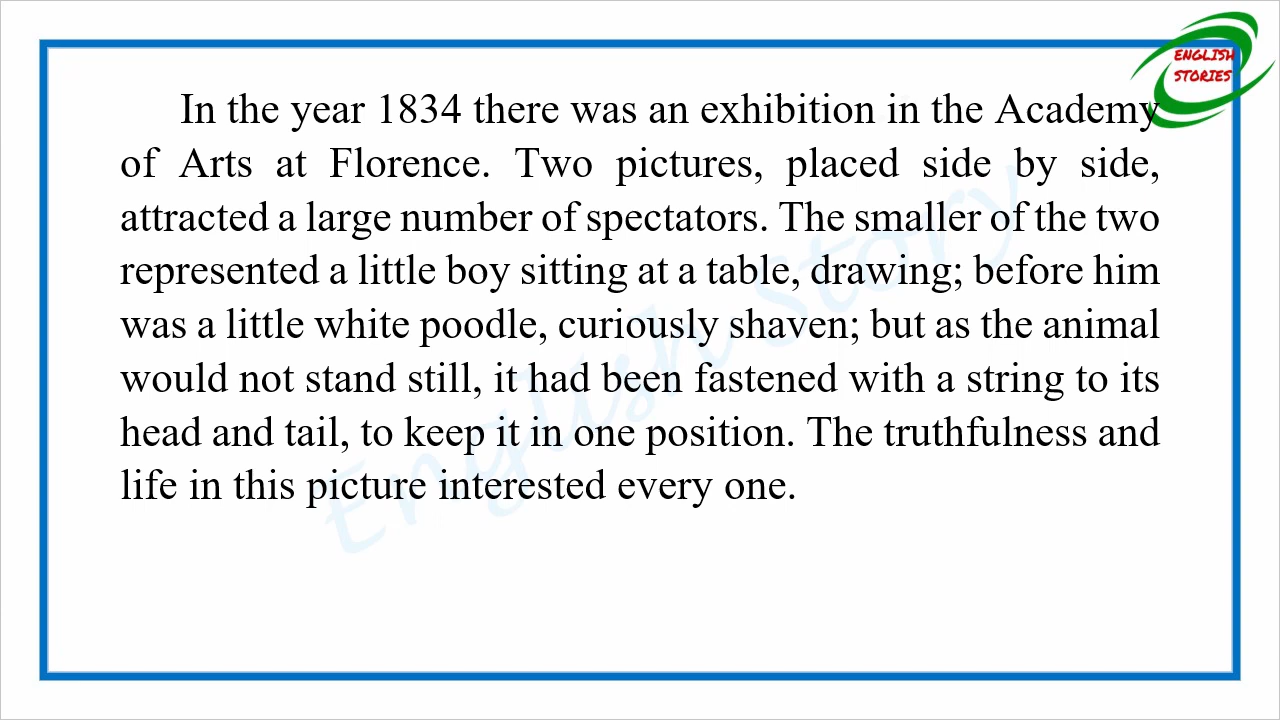 ENGLISH
STORIES
In the year 1834 there was an exhibition in the Academy
of Arts at Florence. Two pictures, placed side by side,
attracted a large number of spectators. The smaller of the two
represented a little boy sitting at a table, drawing; before him
was a little white poodle, curiously shaven; but as the animal
would not stand still, it had been fastened with a string to its
head and tail, to keep it in one position. The truthfulness and
life in this picture interested every one.
English Story